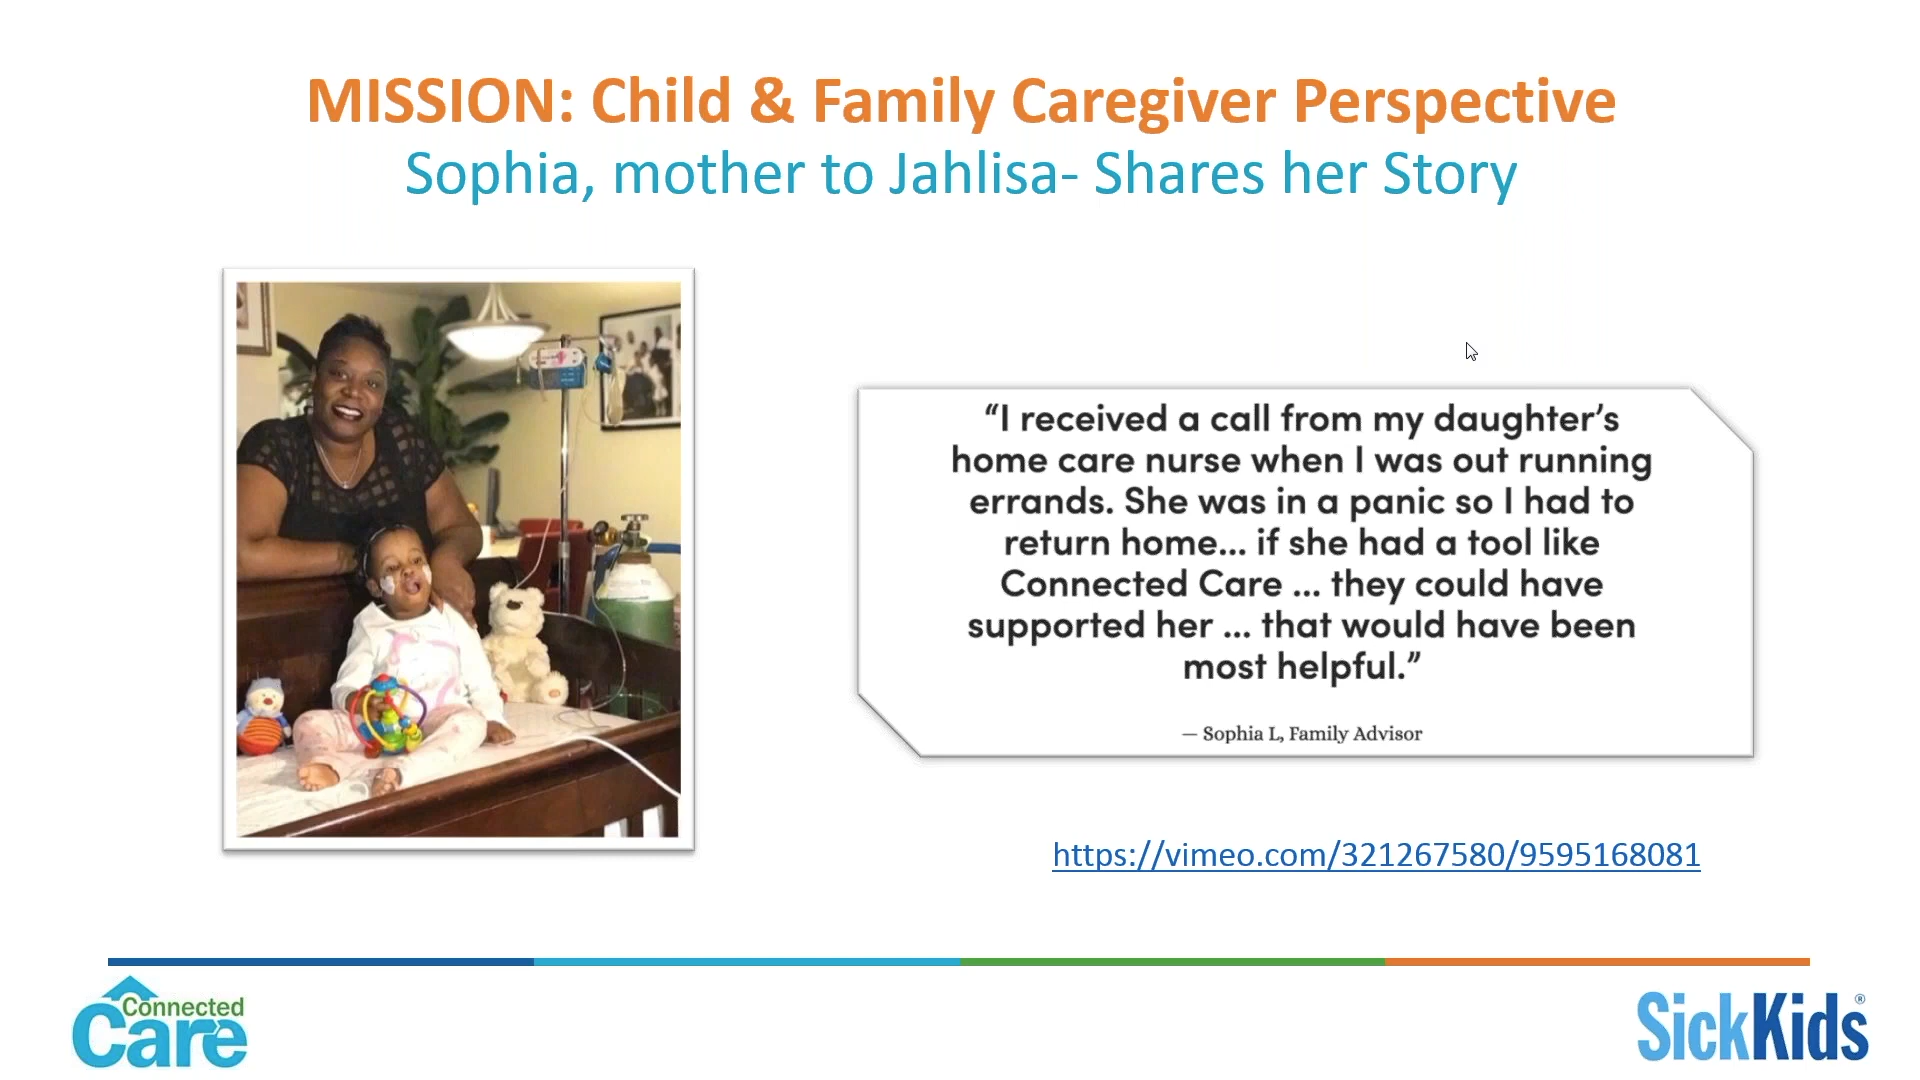 MISSION: Child & Family Caregiver Perspective
Sophia, mother to Jahlisa- Shares her Story
“I received a call from my daughter’s
home care nurse when I was out running
errands. She was in a panic so I had to
return home... if she had a tool like
Connected Care ... they could have
supported her ... that would have been
most helpful.”
— Sophia L, Family Advisor
https://vimeo.com/321267580/9595168081
Connected
Care
SickKids®